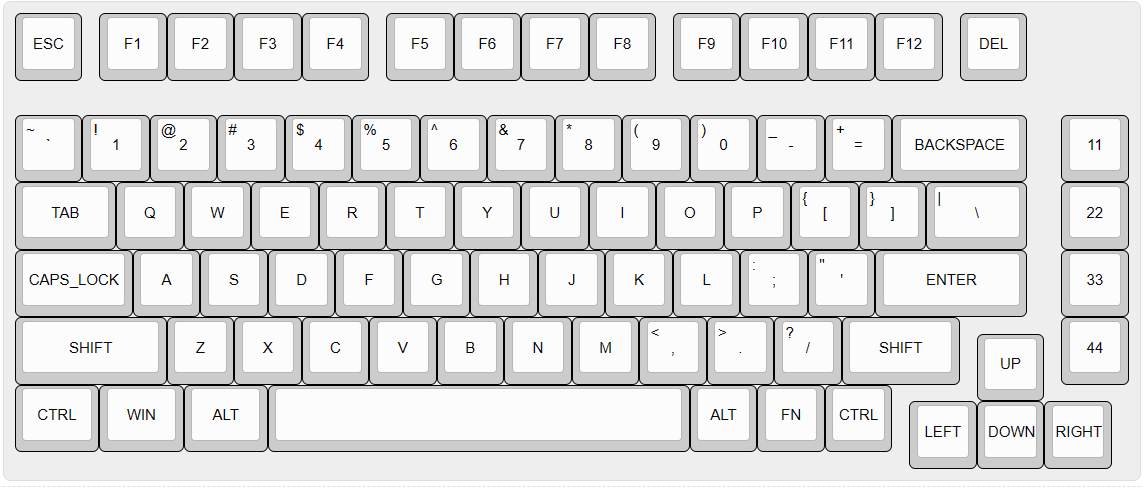 ESC F1 F2 F3 F4 F5 F6 F7 F8 F9 F10 F11 F12 DEL
~ ` ! 1 @ 2 # 3 $ 4 % 5 ^ 6 & 7 * 8 ( 9 ) 0 _ - + = BACKSPACE 11
TAB Q W E R T Y U I O P { [ } ] | \ 22
CAPS_LOCK A S D F G H J K L : ; " ' ENTER 33
SHIFT Z X C V B N M < , > . ? / SHIFT UP 44
CTRL WIN ALT ALT FN CTRL LEFT DOWN RIGHT